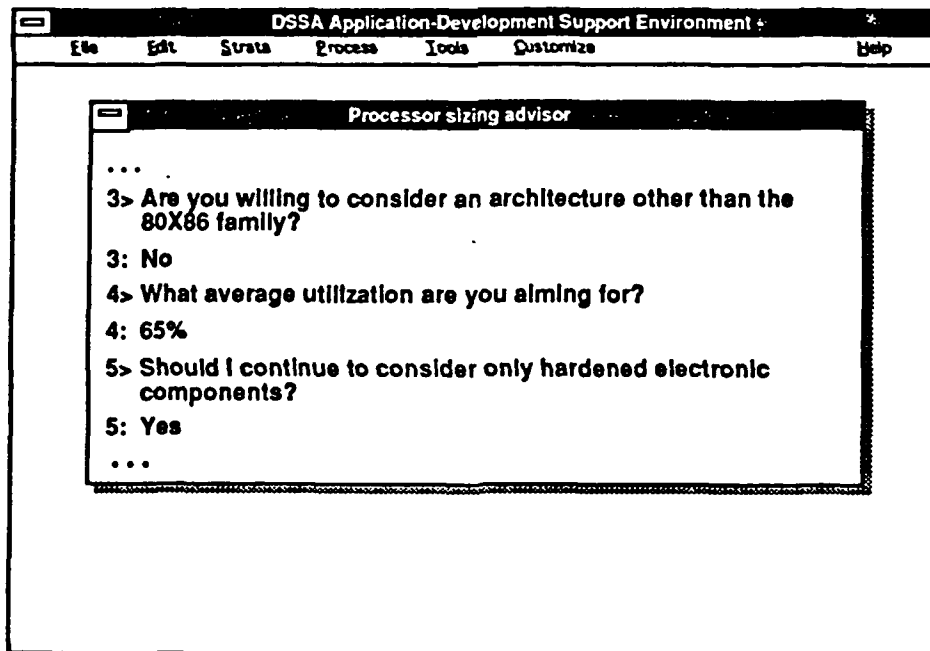 DSSA Application-Development Support Environment
File Edit Strata Process Tools Customize Help
Processor sizing advisor
...
3> Are you willing to consider an architecture other than the
80X86 family?
3: No
4> What average utilization are you aiming for?
4: 65%
5> Should I continue to consider only hardened electronic
components?
5: Yes
...